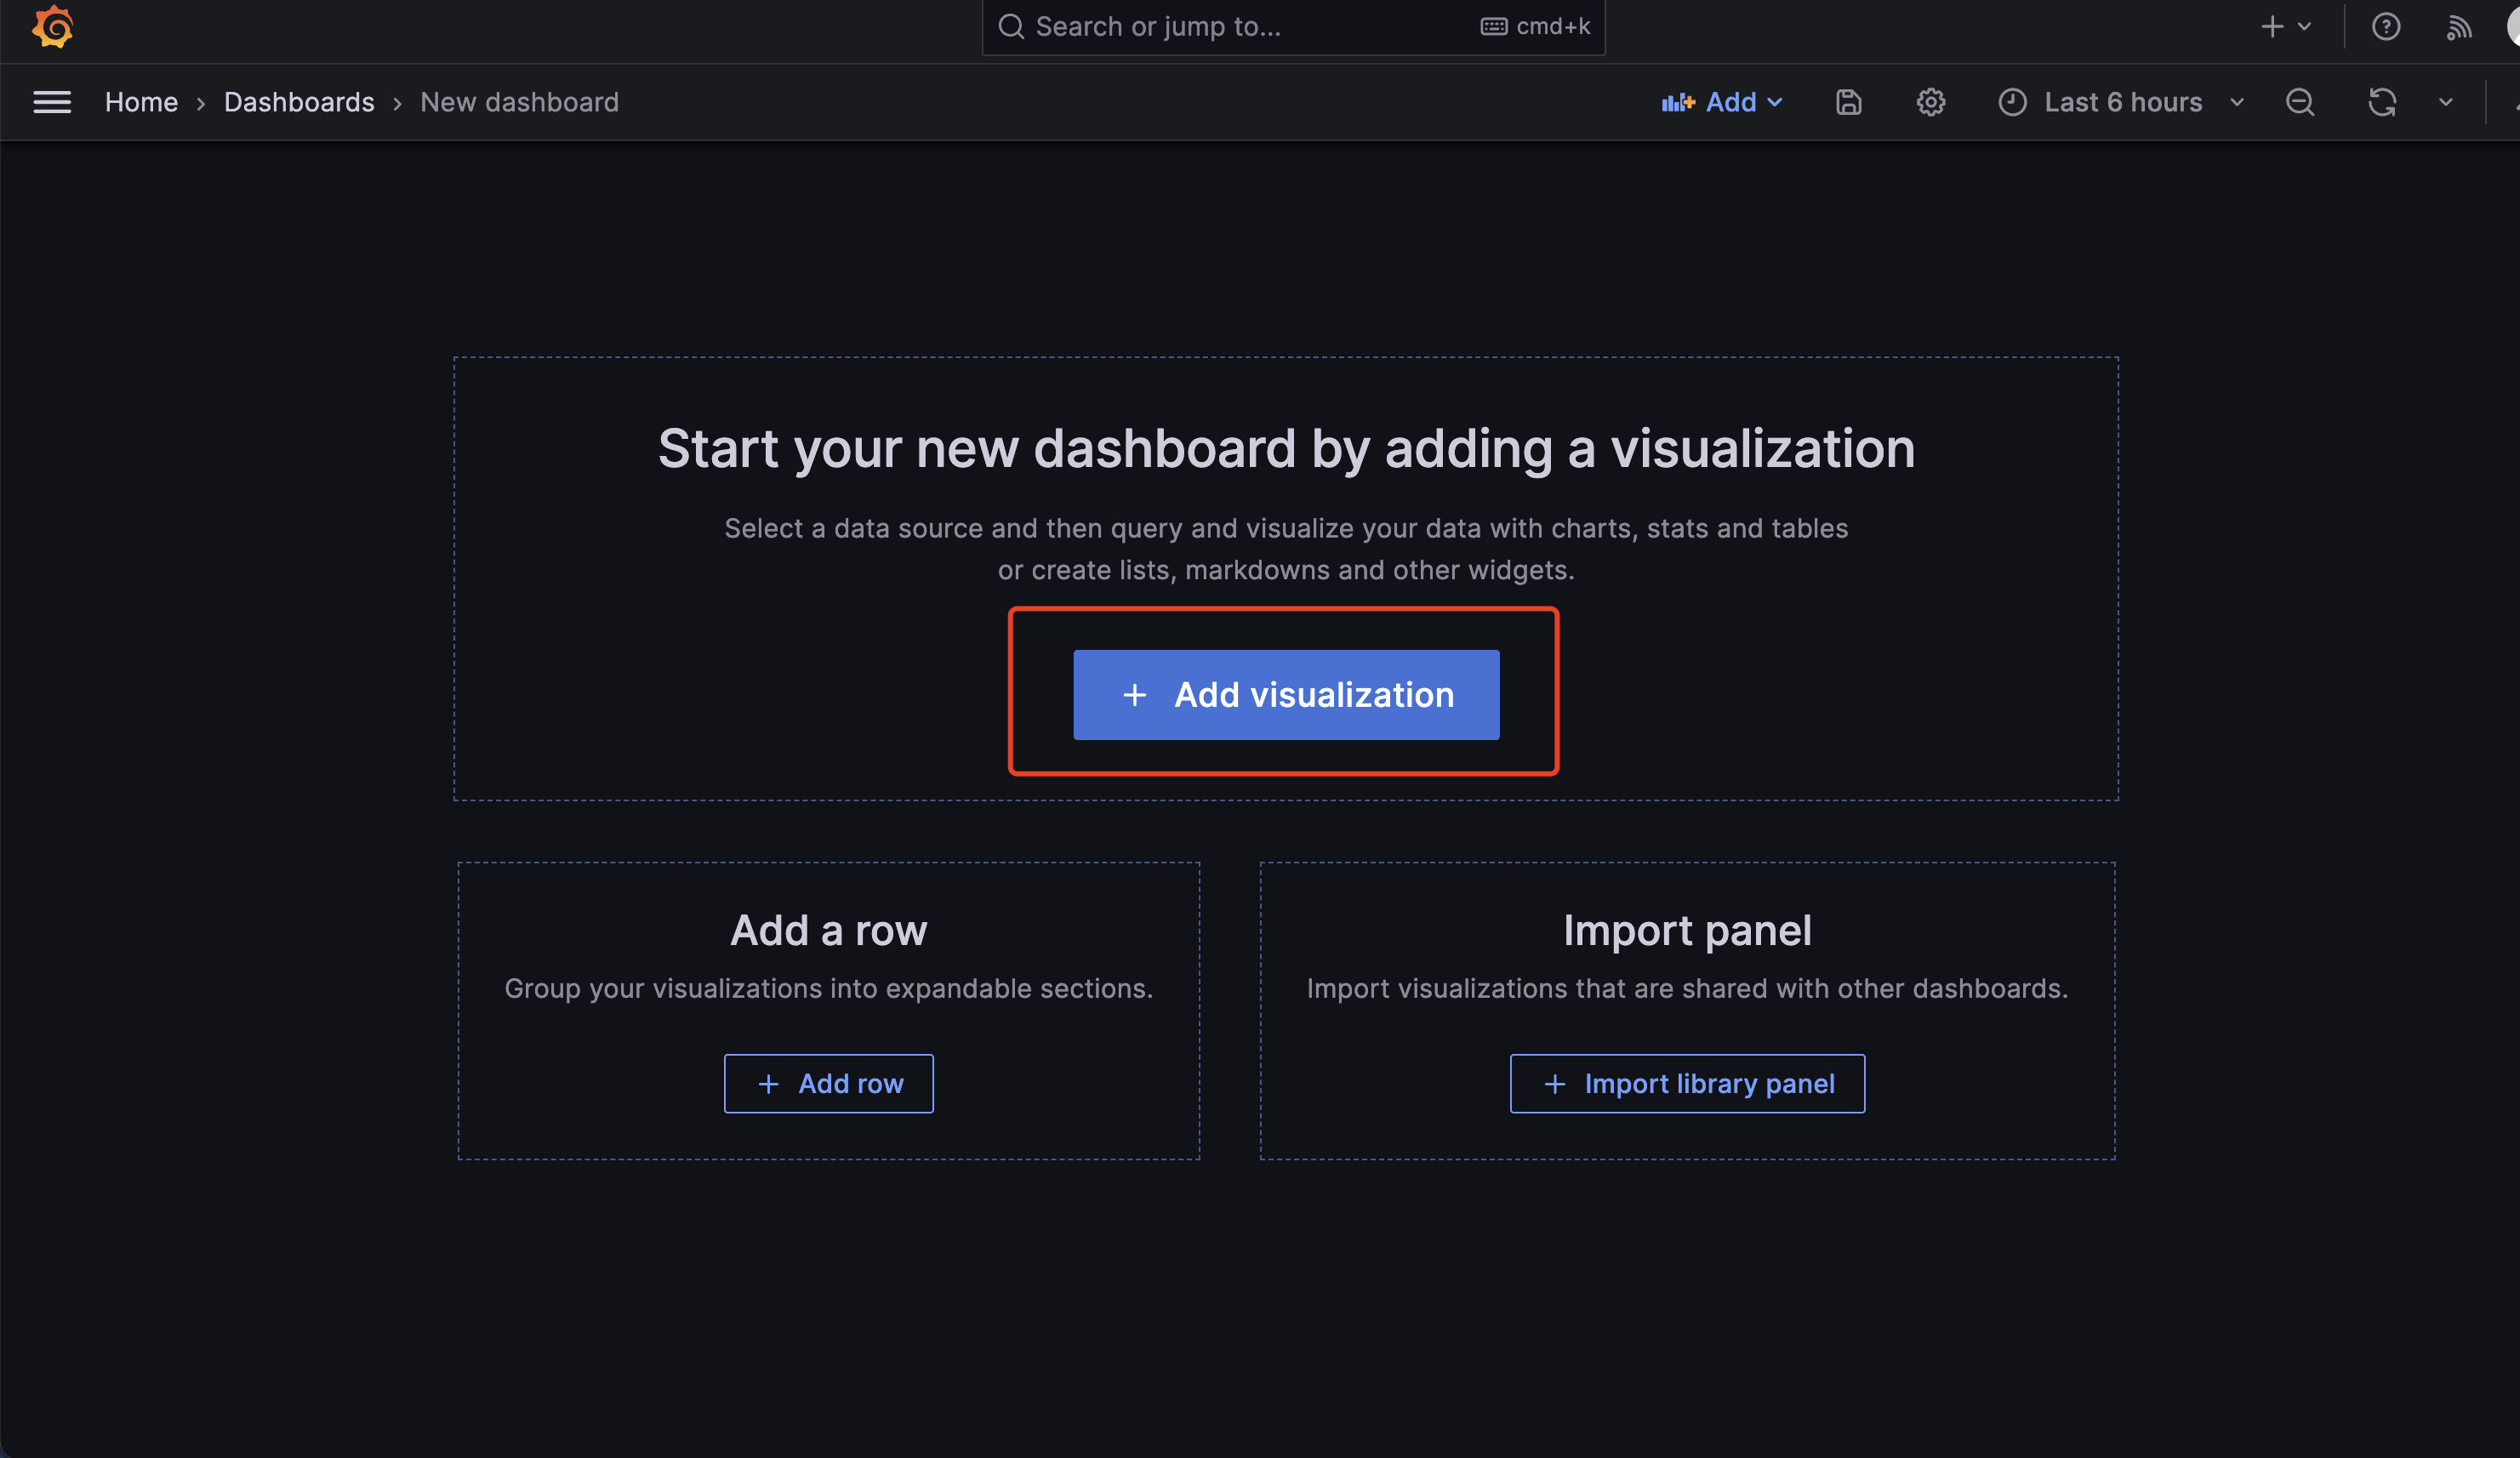 Search or jump to...
cmd+k
Home › Dashboards › New dashboard
Add
Last 6 hours
Start your new dashboard by adding a visualization
Select a data source and then query and visualize your data with charts, stats and tables
or create lists, markdowns and other widgets.
+ Add visualization
Add a row
Group your visualizations into expandable sections.
+ Add row
Import panel
Import visualizations that are shared with other dashboards.
+ Import library panel